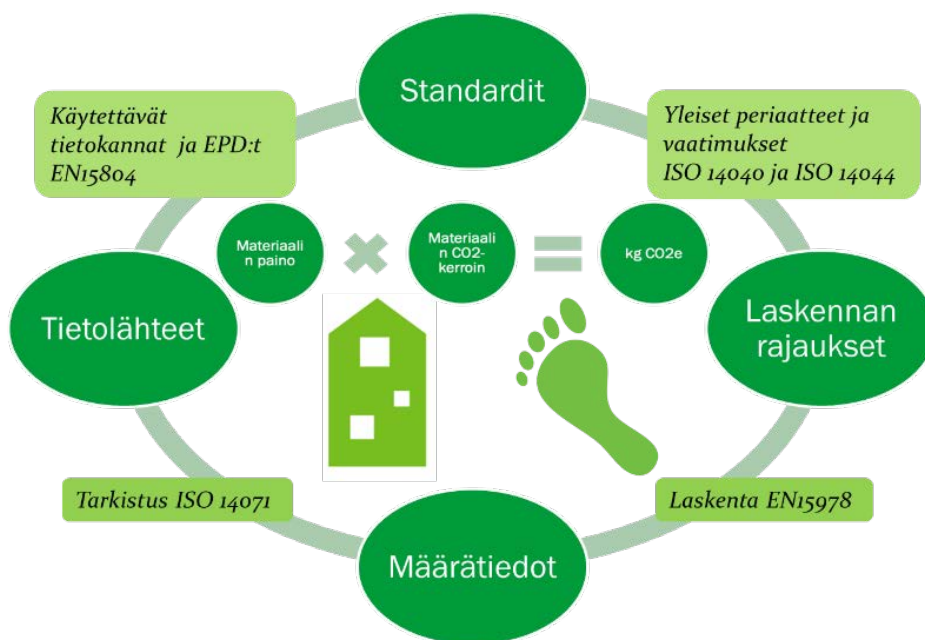 Standardit
Käytettävät
tietokannat ja EPD:t
EN15804
Yleiset periaatteet ja
vaatimukset
ISO 14040 ja ISO 14044
Materiaali
n paino
Materiaali
n CO2-
kerroin
kg CO2e
Tietolähteet
Laskennan
rajaukset
Tarkistus ISO 14071
Laskenta EN15978
Määrätiedot